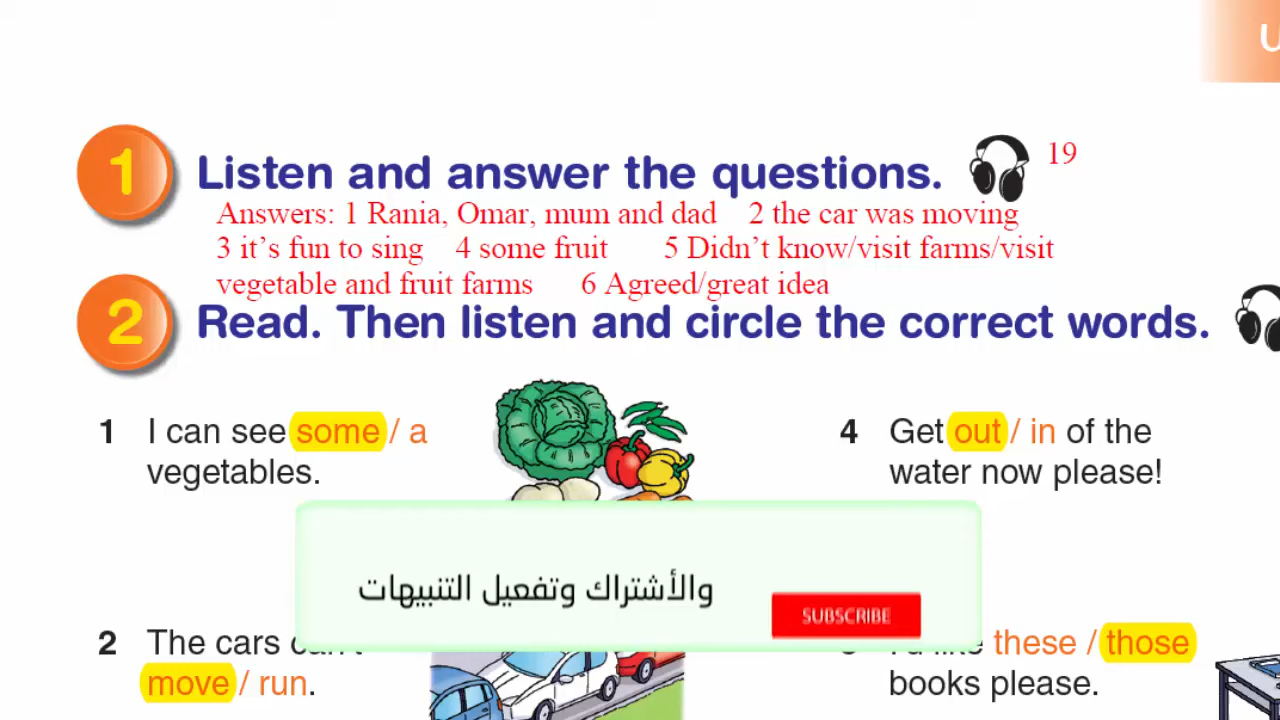 U
1 Listen and answer the questions. 19
Answers: 1 Rania, Omar, mum and dad 2 the car was moving
3 it's fun to sing 4 some fruit 5 Didn't know/visit farms/visit
vegetable and fruit farms 6 Agreed/great idea
2 Read. Then listen and circle the correct words.
1 I can see some / a
vegetables.
4 Get out / in of the
water now please!
والأشتراك وتفعيل التنبيهات
SUBSCRIBE
2 The cars can't
move / run.
these / those
books please.